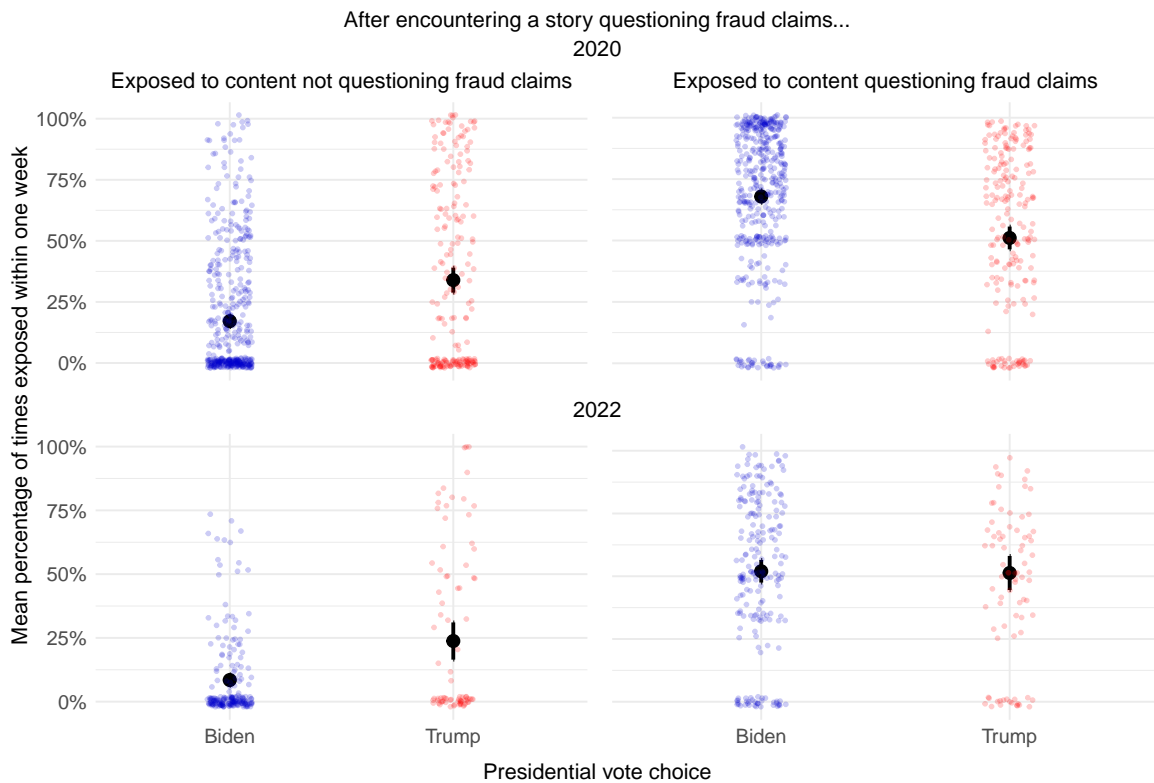 After encountering a story questioning fraud claims...
2020
Exposed to content not questioning fraud claims
Exposed to content questioning fraud claims
Mean percentage of times exposed within one week
100%
75%
50%
25%
0%
2022
100%
75%
50%
25%
0%
Biden
Trump
Biden
Trump
Presidential vote choice